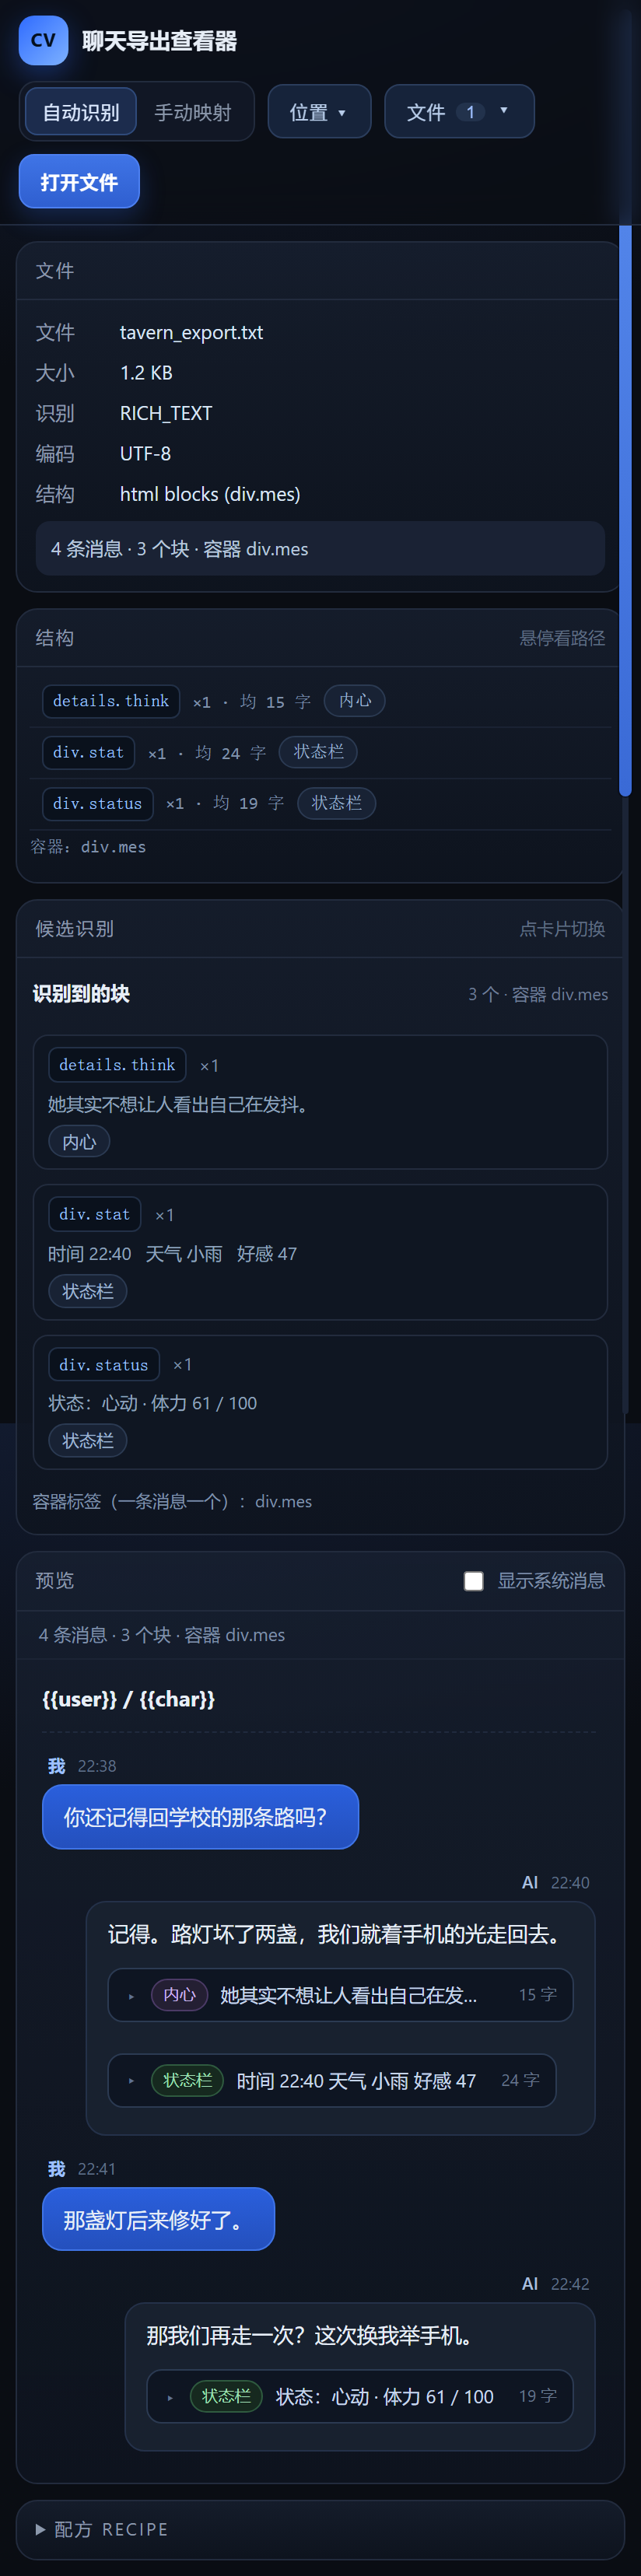 CV 聊天导出查看器
自动识别 手动映射 位置 ▾ 文件 1 ▾
打开文件
文件
文件 tavern_export.txt
大小 1.2 KB
识别 RICH_TEXT
编码 UTF-8
结构 html blocks (div.mes)
4 条消息 · 3 个块 · 容器 div.mes
结构 悬停看路径
details.think ×1 · 均 15 字 内心
div.stat ×1 · 均 24 字 状态栏
div.status ×1 · 均 19 字 状态栏
容器: div.mes
候选识别 点卡片切换
识别到的块 3 个 · 容器 div.mes
details.think ×1
她其实不想让人看出自己在发抖。
内心
div.stat ×1
时间 22:40 天气 小雨 好感 47
状态栏
div.status ×1
状态：心动 · 体力 61 / 100
状态栏
容器标签（一条消息一个）：div.mes
预览 显示系统消息
4 条消息 · 3 个块 · 容器 div.mes
{{user}} / {{char}}
我 22:38
你还记得回学校的那条路吗？
AI 22:40
记得。路灯坏了两盏，我们就着手机的光走回去。
▸ 内心 她其实不想让人看出自己在发... 15 字
▸ 状态栏 时间 22:40 天气 小雨 好感 47 24 字
我 22:41
那盏灯后来修好了。
AI 22:42
那我们再走一次？这次换我举手机。
▸ 状态栏 状态：心动 · 体力 61 / 100 19 字
▶ 配方 RECIPE